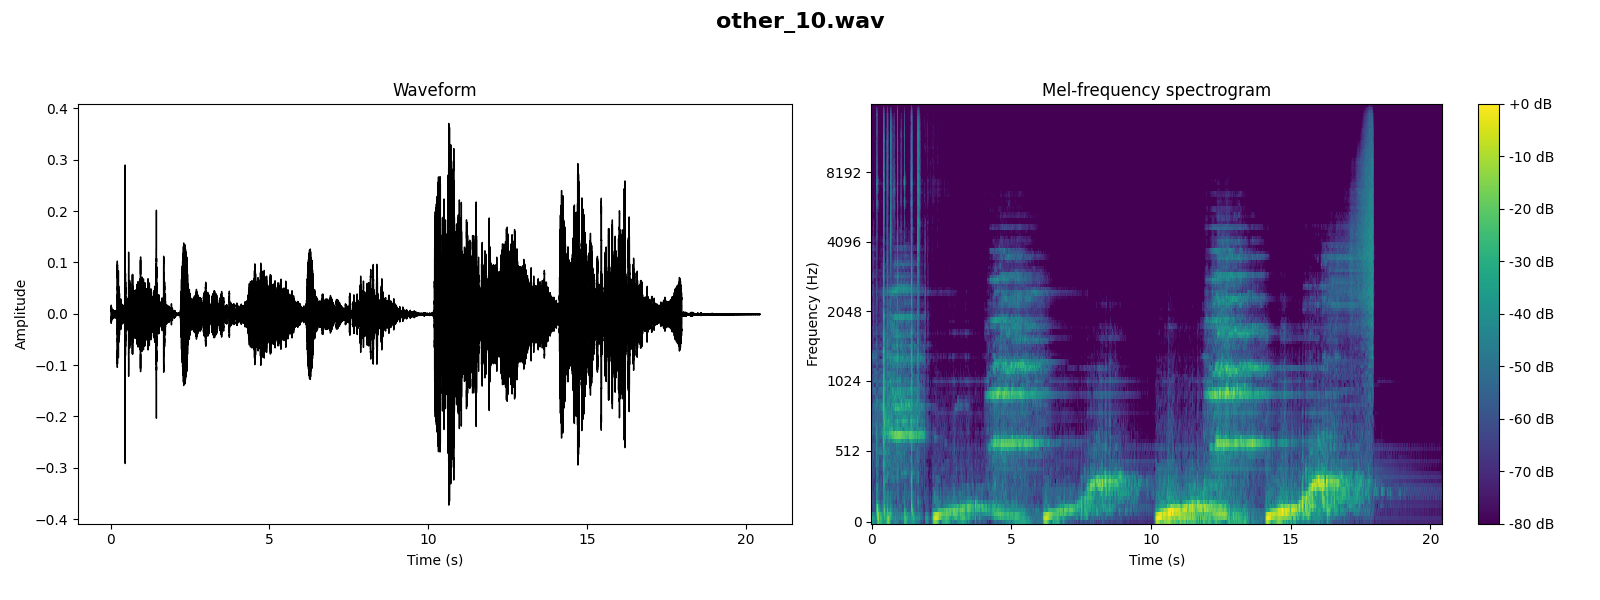 other_10.wav
Waveform
Mel-frequency spectrogram
0.4
0.3
0.2
0.1
0.0
−0.1
−0.2
−0.3
−0.4
Amplitude
0 5 10 15 20
Time (s)
8192
4096
2048
1024
512
0
Frequency (Hz)
0 5 10 15 20
Time (s)
+0 dB
-10 dB
-20 dB
-30 dB
-40 dB
-50 dB
-60 dB
-70 dB
-80 dB